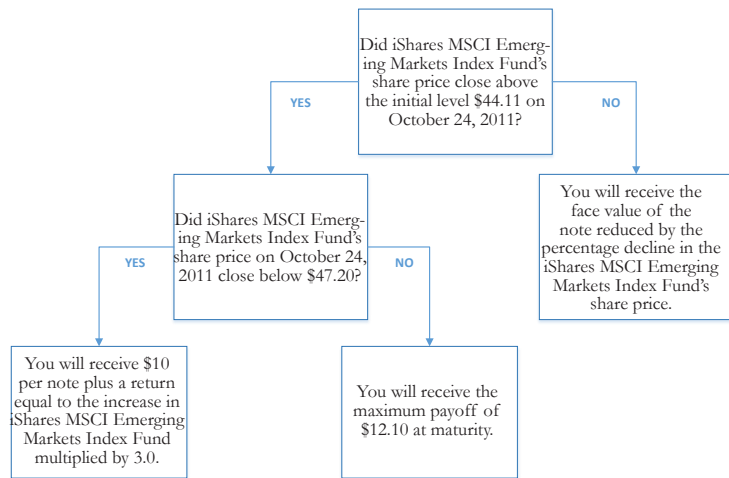 Did iShares MSCI Emerg-
ing Markets Index Fund's
share price close above
the initial level $44.11 on
October 24, 2011?
YES
NO
Did iShares MSCI Emerg-
ing Markets Index Fund's
share price on October 24,
2011 close below $47.20?
You will receive the
face value of the
note reduced by the
percentage decline in the
iShares MSCI Emerging
Markets Index Fund's
share price.
YES
NO
You will receive $10
per note plus a return
equal to the increase in
iShares MSCI Emerging
Markets Index Fund
multiplied by 3.0.
You will receive the
maximum payoff of
$12.10 at maturity.